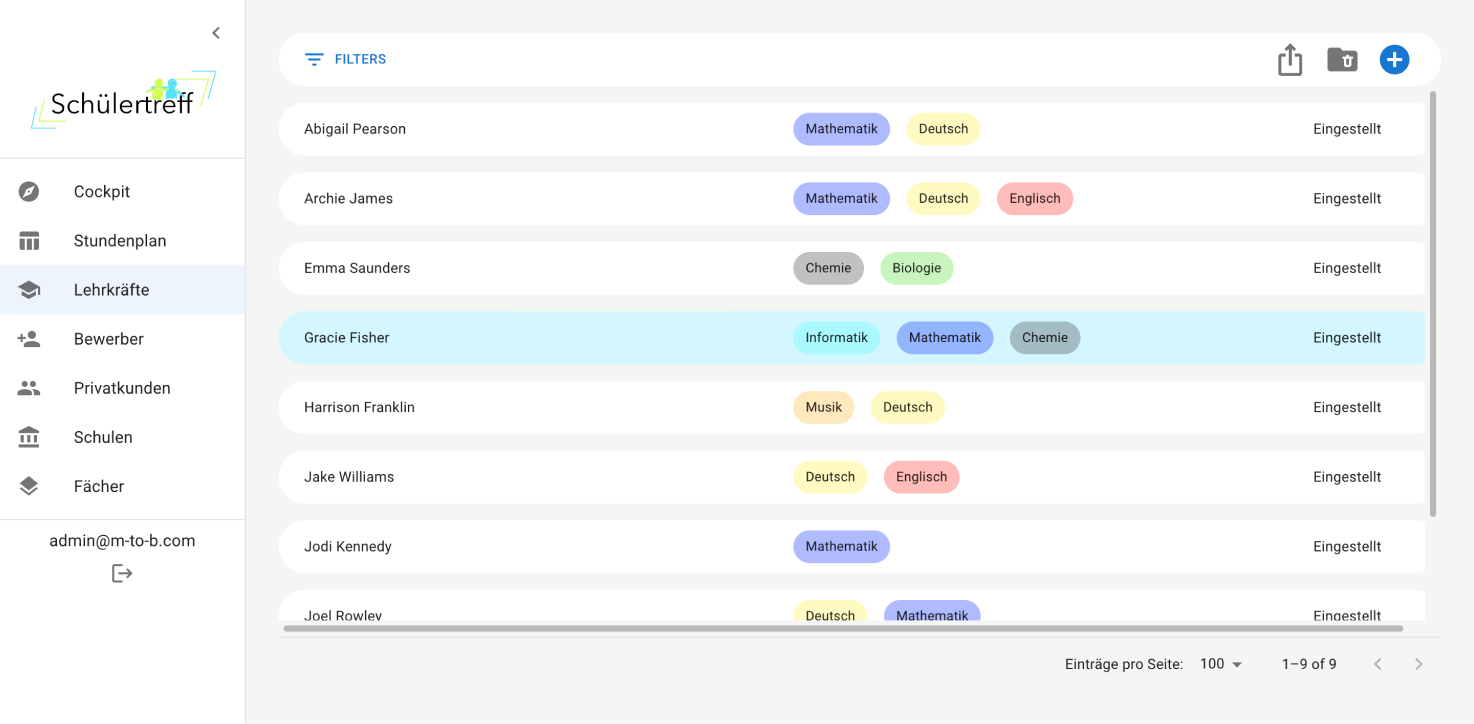 Schülertreff
Cockpit
Stundenplan
Lehrkräfte
Bewerber
Privatkunden
Schulen
Fächer
admin@m-to-b.com
FILTERS
Abigail Pearson Mathematik Deutsch Eingestellt
Archie James Mathematik Deutsch Englisch Eingestellt
Emma Saunders Chemie Biologie Eingestellt
Gracie Fisher Informatik Mathematik Chemie Eingestellt
Harrison Franklin Musik Deutsch Eingestellt
Jake Williams Deutsch Englisch Eingestellt
Jodi Kennedy Mathematik Eingestellt
Joel Rowley Deutsch Mathematik Eingestellt
Einträge pro Seite: 100 1–9 of 9